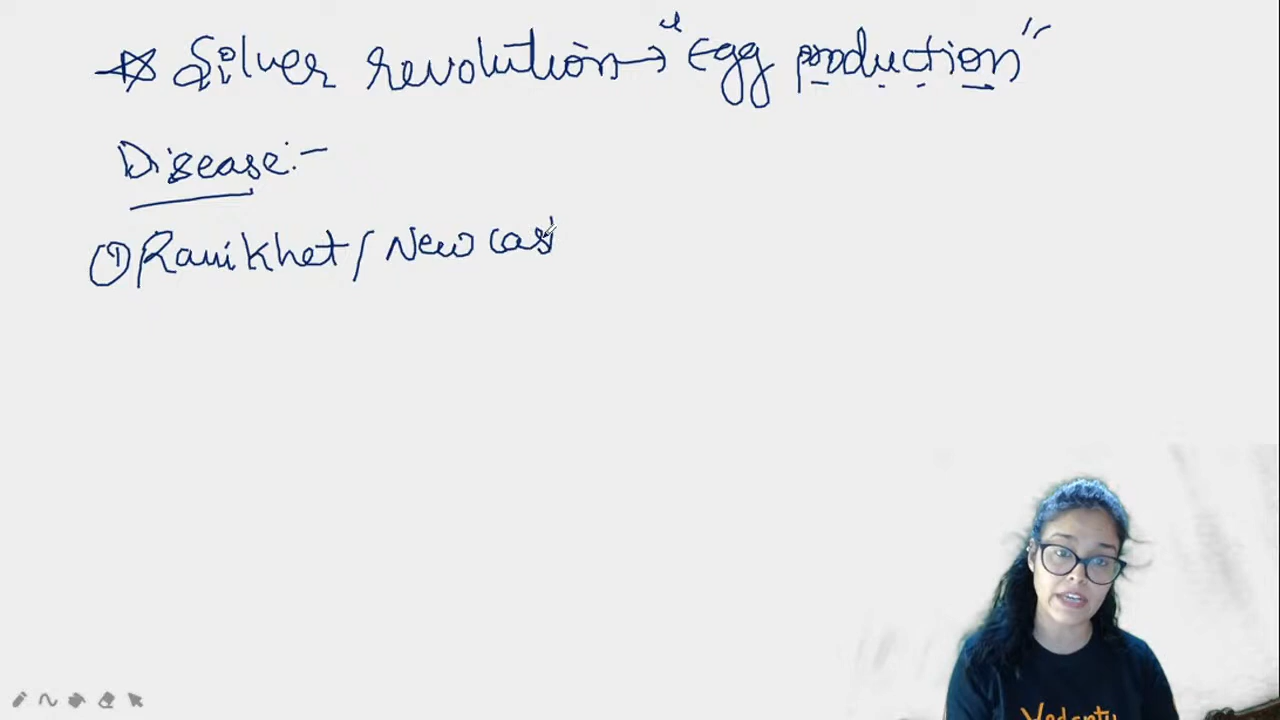 ☆ Silver revolution → "Egg production"
Disease:-
① Ranikhet / New cas
Vedantu